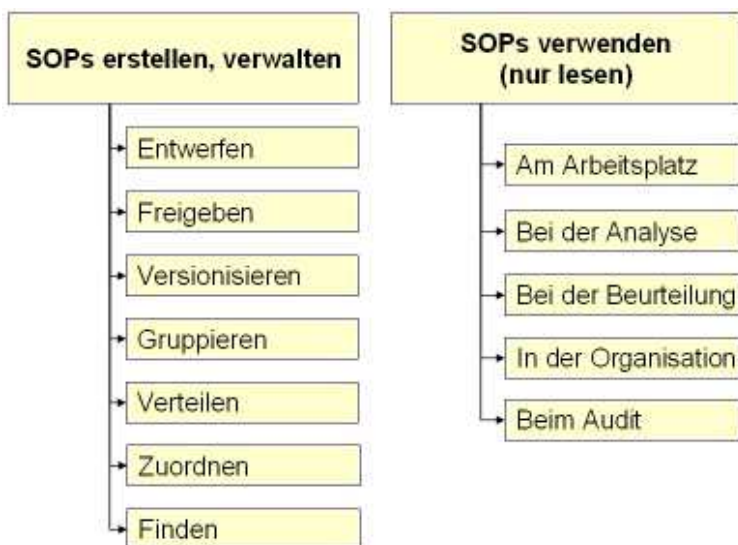 SOPs erstellen, verwalten
Entwerfen
Freigeben
Versionisieren
Gruppieren
Verteilen
Zuordnen
Finden
SOPs verwenden
(nur lesen)
Am Arbeitsplatz
Bei der Analyse
Bei der Beurteilung
In der Organisation
Beim Audit